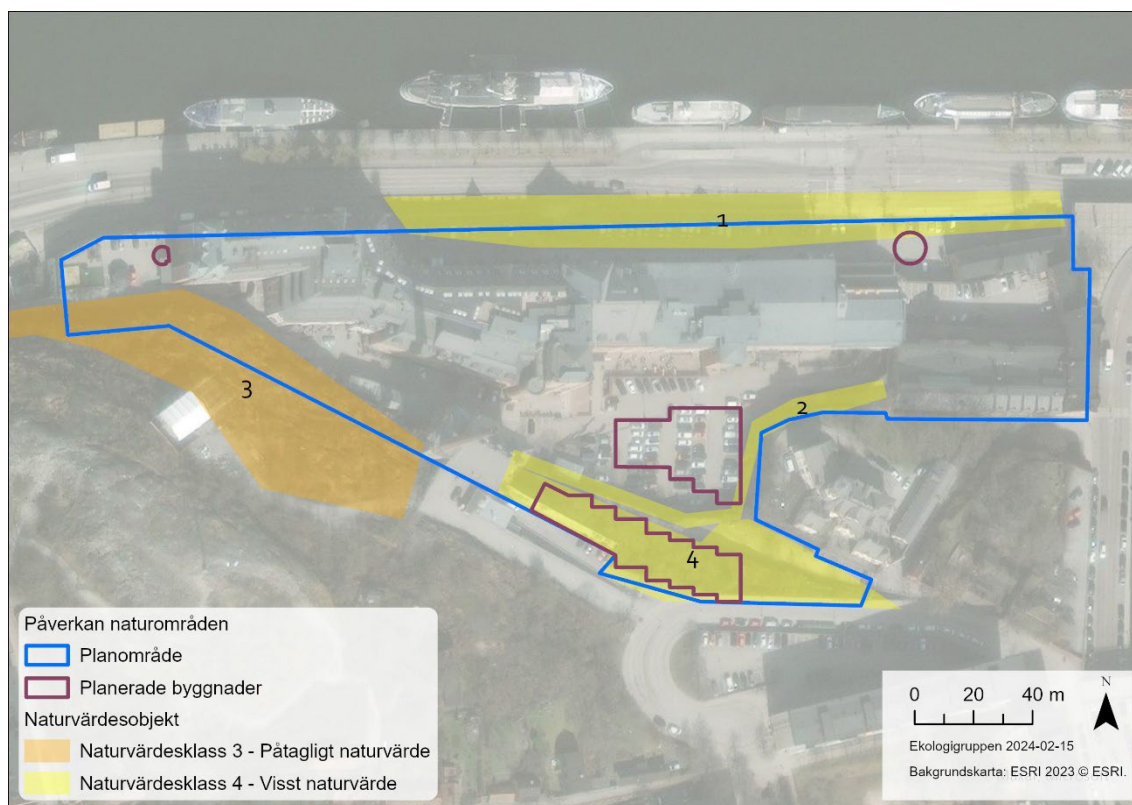 1
2
3
4
Påverkan naturområden
Planområde
Planerade byggnader
Naturvärdesobjekt
Naturvärdesklass 3 - Påtagligt naturvärde
Naturvärdesklass 4 - Visst naturvärde
N
0 20 40 m
Ekologigruppen 2024-02-15
Bakgrundskarta: ESRI 2023 © ESRI.